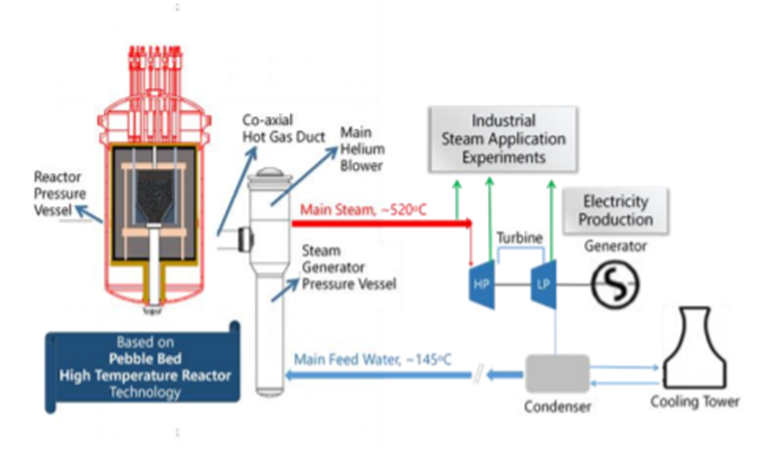 Co-axial
Hot Gas Duct
Main
Helium
Blower
Industrial
Steam Application
Experiments
Reactor
Pressure
Vessel
Main Steam, ~520°C
Electricity
Production
Generator
Turbine
Steam
Generator
Pressure Vessel
HP
LP
Based on
Pebble Bed
High Temperature Reactor
Technology
Main Feed Water, ~145°C
Condenser
Cooling Tower